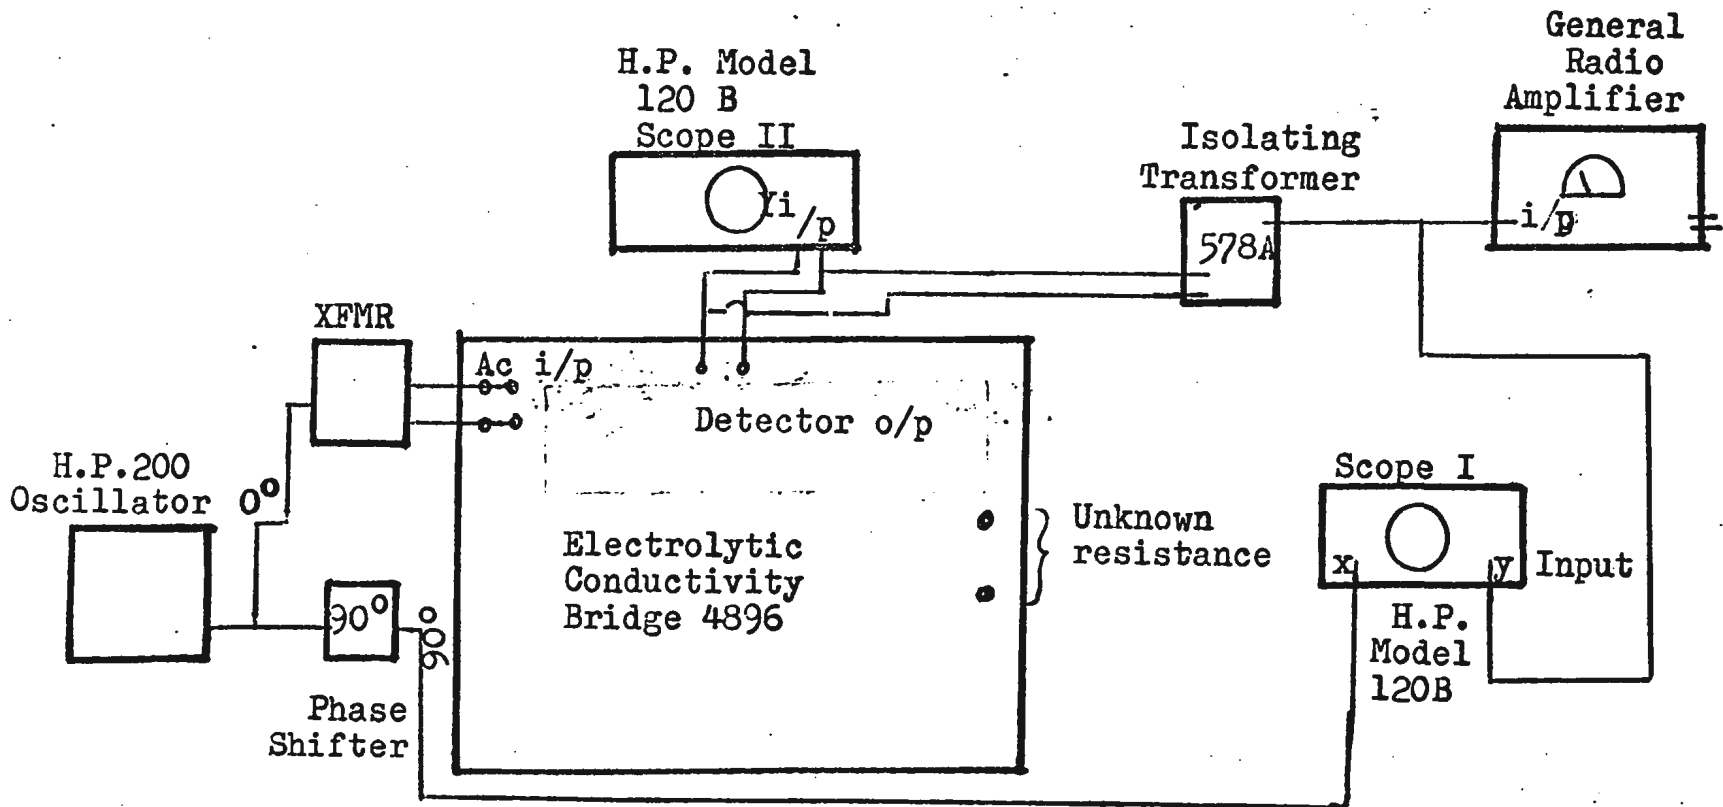 General
Radio
Amplifier
H.P. Model
120 B
Scope II
Yi
/p
Isolating
Transformer
i/p
578A
XFMR
Ac i/p
Detector o/p
H.P.200
Oscillator
0°
Scope I
x
y
Input
Unknown
resistance
Electrolytic
Conductivity
Bridge 4896
90°
90°
H.P.
Model
120B
Phase
Shifter